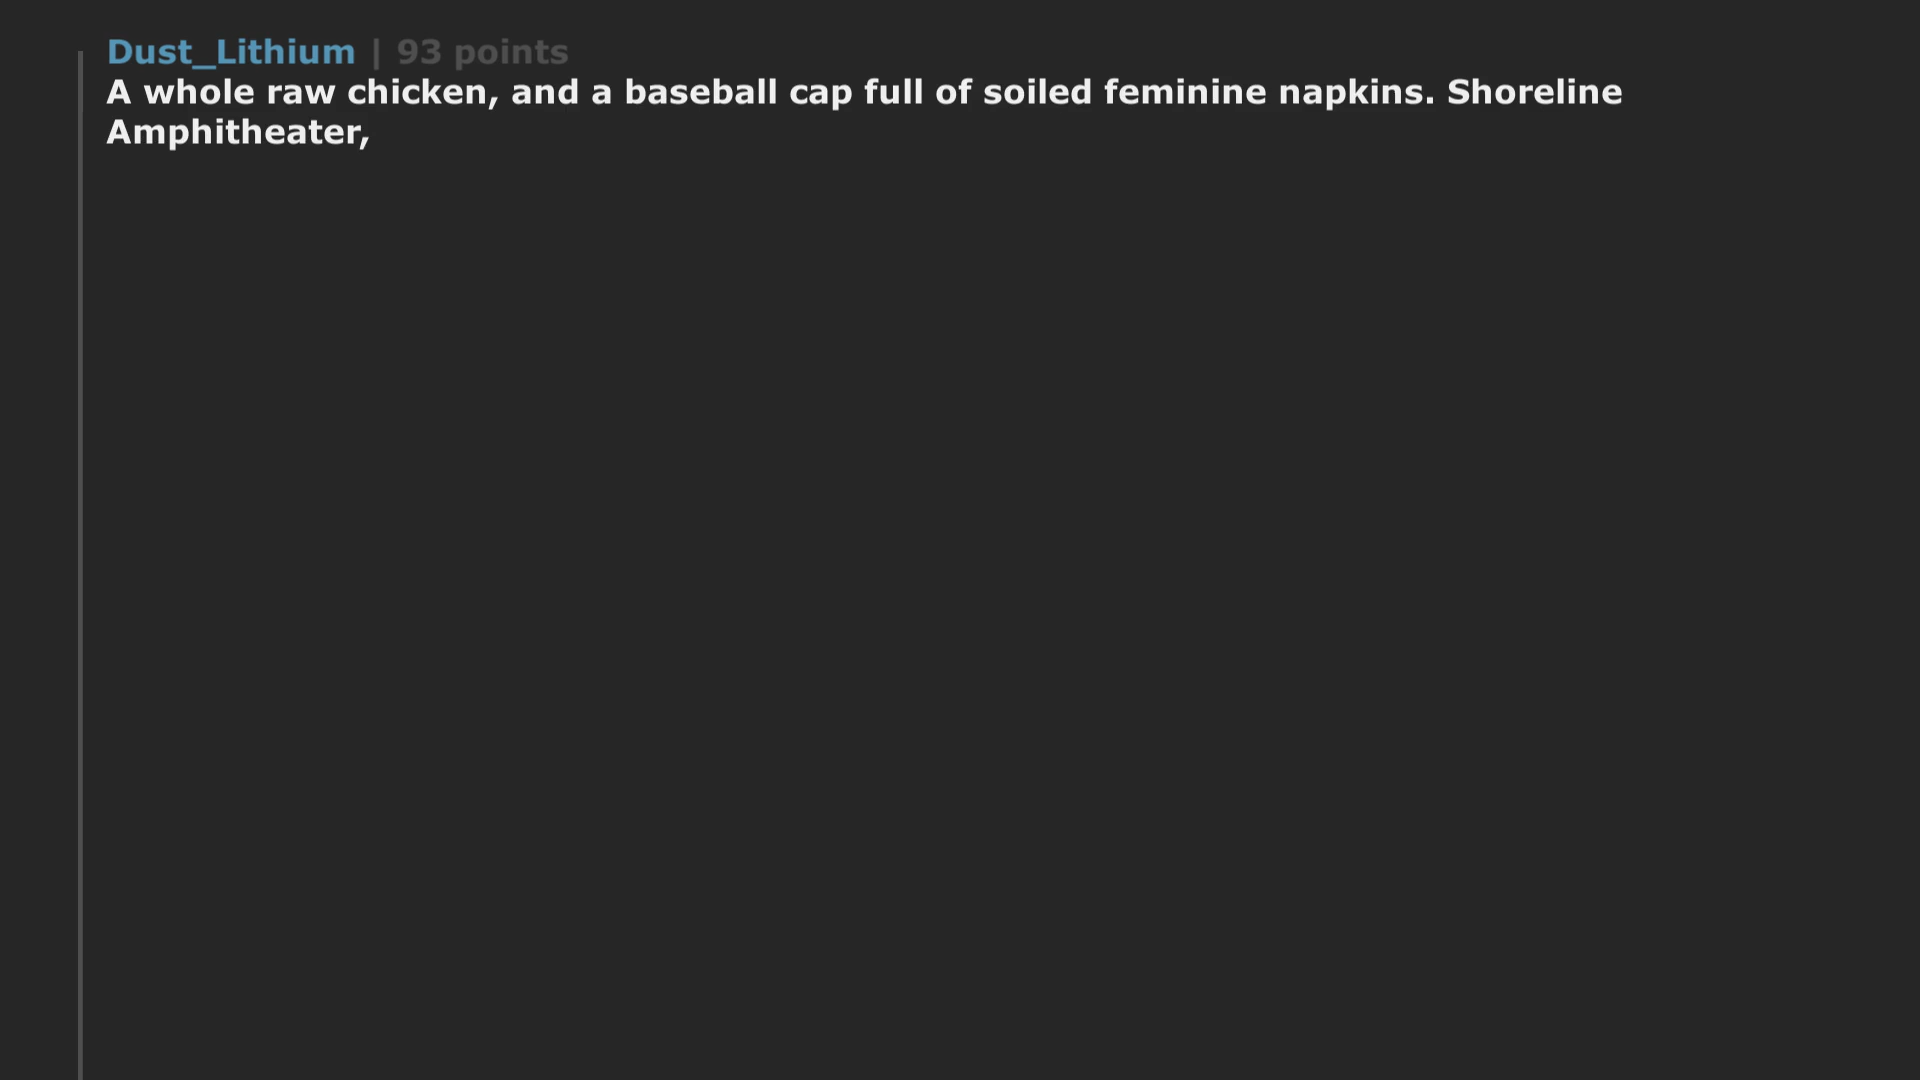 Dust_Lithium | 93 points
A whole raw chicken, and a baseball cap full of soiled feminine napkins. Shoreline
Amphitheater,